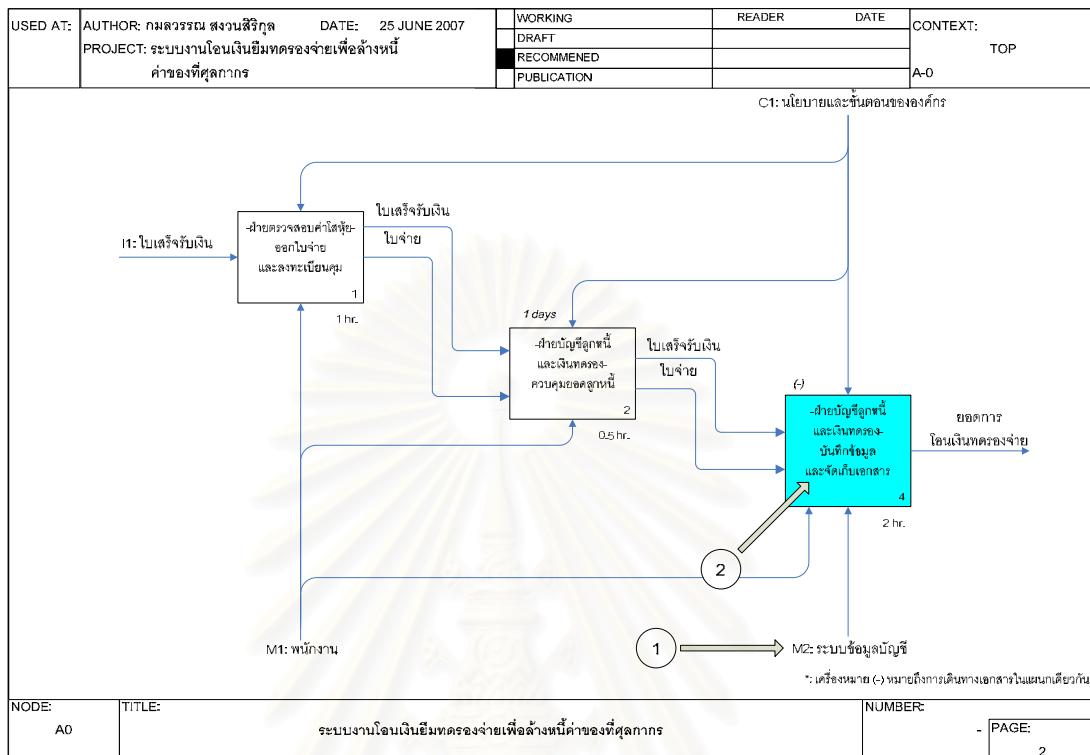 USED AT:
AUTHOR: กมลวรรณ สงวนสิริกุล
DATE: 25 JUNE 2007
PROJECT: ระบบงานโอนเงินยืมทดรองจ่ายเพื่อล้างหนี้
ค่าของที่ศุลกากร
WORKING
DRAFT
RECOMMENED
PUBLICATION
READER
DATE
CONTEXT:
TOP
A-0
C1: นโยบายและขั้นตอนขององค์กร
I1: ใบเสร็จรับเงิน
-ฝ่ายตรวจสอบค่าโสหุ้ย-
ออกใบจ่าย
และลงทะเบียนคุม
1
1 hr.
ใบเสร็จรับเงิน
ใบจ่าย
1 days
-ฝ่ายบัญชีลูกหนี้
และเงินทดรอง-
ควบคุมยอดลูกหนี้
2
0.5 hr.
ใบเสร็จรับเงิน
ใบจ่าย
(-)
-ฝ่ายบัญชีลูกหนี้
และเงินทดรอง-
บันทึกข้อมูล
และจัดเก็บเอกสาร
4
2 hr.
ยอดการ
โอนเงินทดรองจ่าย
2
1
M1: พนักงาน
M2: ระบบข้อมูลบัญชี
*: เครื่องหมาย (-) หมายถึงการเดินทางเอกสารในแผนกเดียวกัน
NODE:
A0
TITLE:
ระบบงานโอนเงินยืมทดรองจ่ายเพื่อล้างหนี้ค่าของที่ศุลกากร
NUMBER:
-
PAGE:
2